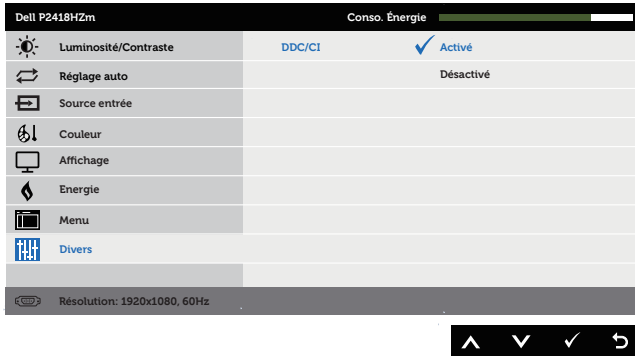 Dell P2418HZm Conso. Énergie
Luminosité/Contraste DDC/CI Activé
Réglage auto Désactivé
Source entrée
Couleur
Affichage
Energie
Menu
Divers
Résolution: 1920x1080, 60Hz